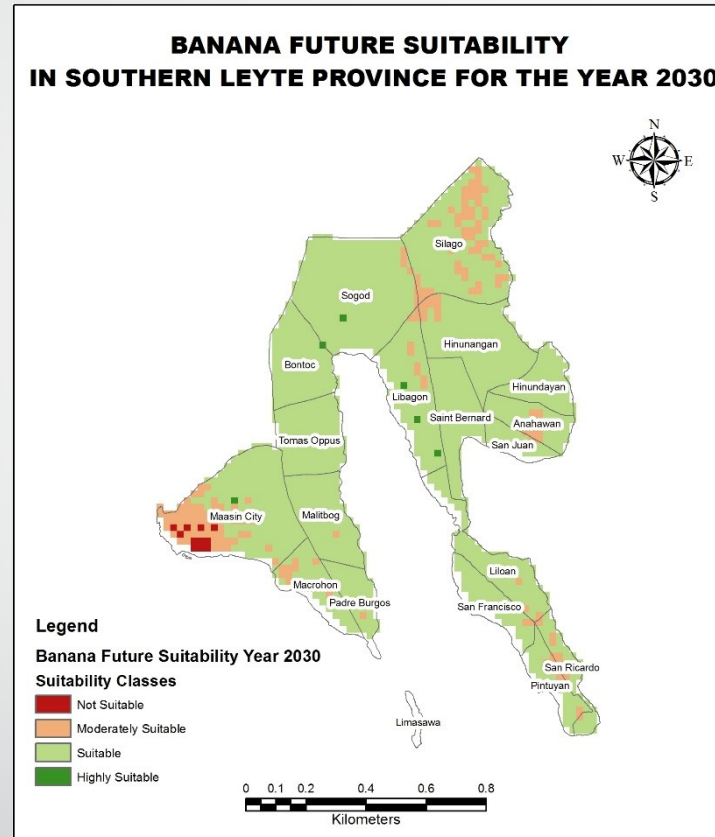 BANANA FUTURE SUITABILITY
IN SOUTHERN LEYTE PROVINCE FOR THE YEAR 2030
N
W
E
S
Silago
Sogod
Hinunangan
Bontoc
Hinundayan
Libagon
Saint Bernard
Anahawan
San Juan
Tomas Oppus
Maasin City
Malitbog
Macrohon
Padre Burgos
Liloan
San Francisco
San Ricardo
Pintuyan
Limasawa
Legend
Banana Future Suitability Year 2030
Suitability Classes
Not Suitable
Moderately Suitable
Suitable
Highly Suitable
0 0.1 0.2 0.4 0.6 0.8
Kilometers